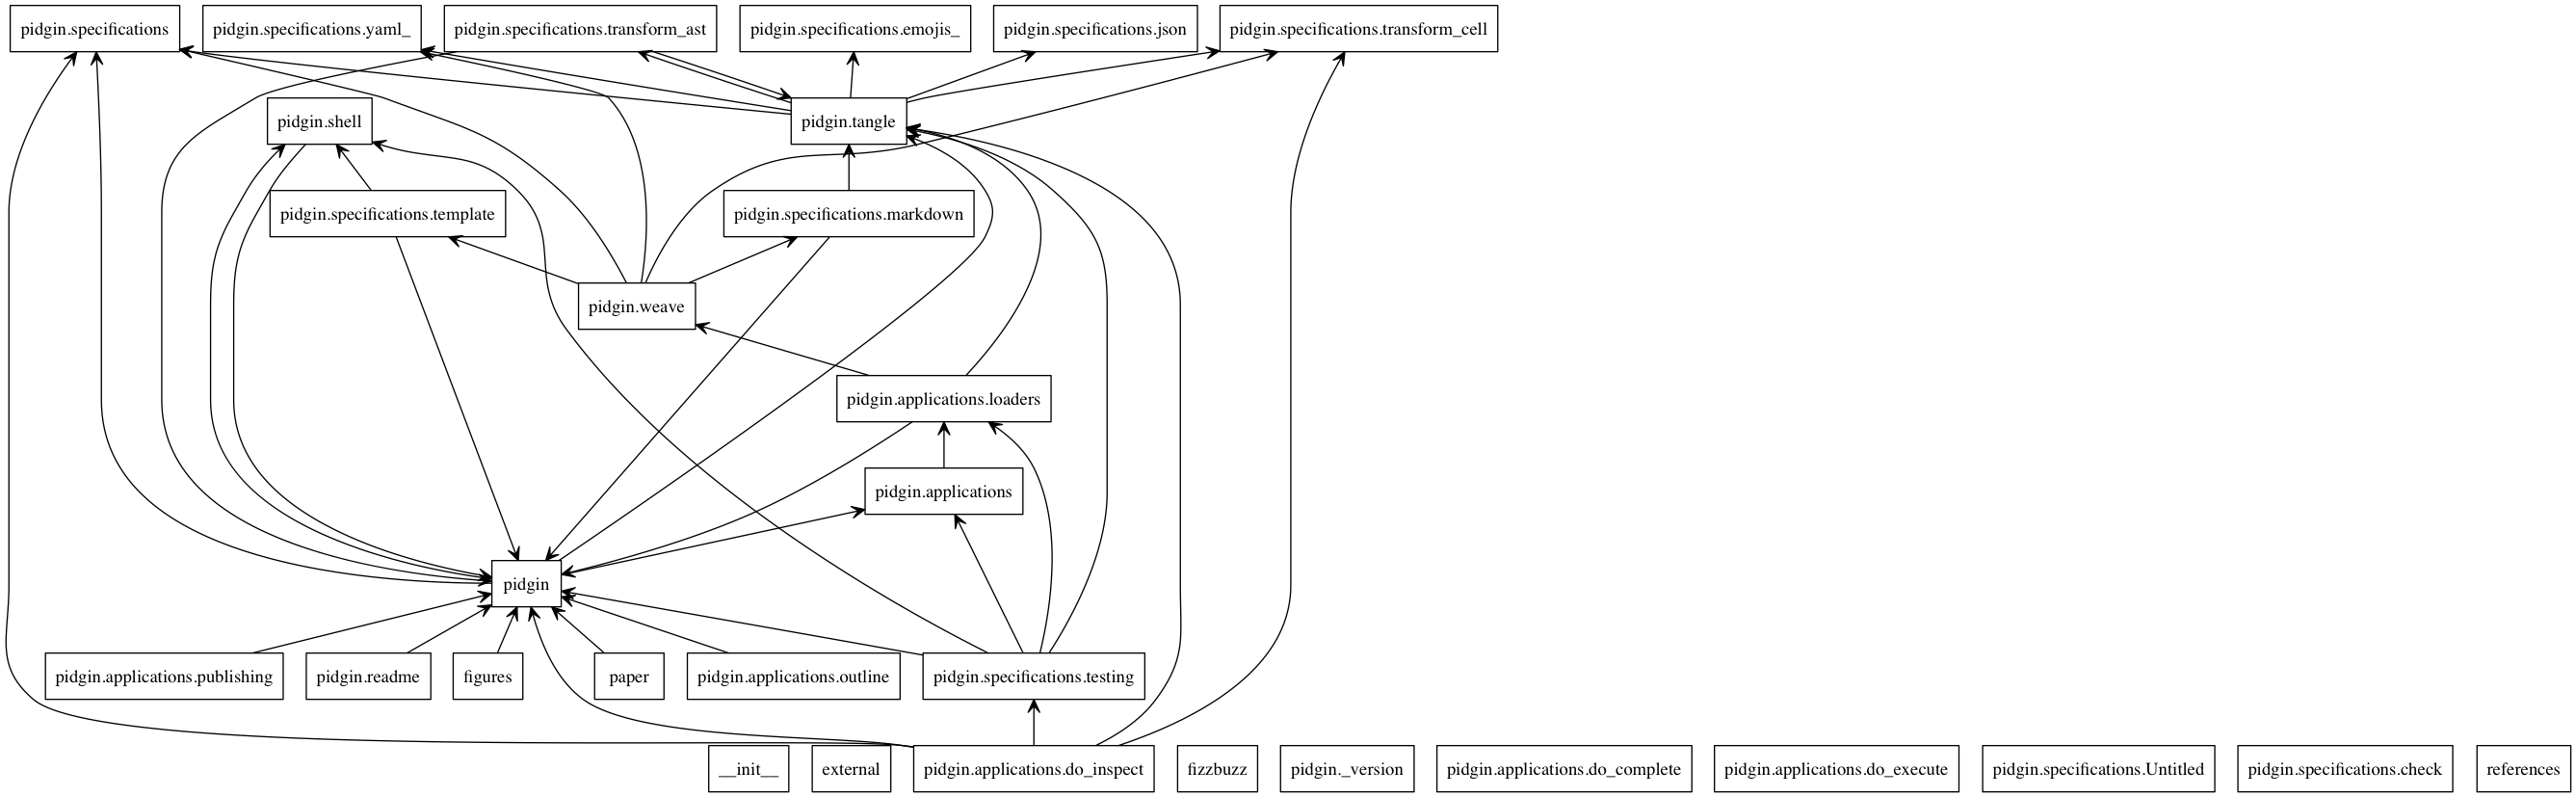 pidgin.specifications
pidgin.specifications.yaml_
pidgin.specifications.transform_ast
pidgin.specifications.emojis_
pidgin.specifications.json
pidgin.specifications.transform_cell
pidgin.shell
pidgin.tangle
pidgin.specifications.template
pidgin.specifications.markdown
pidgin.weave
pidgin.applications.loaders
pidgin.applications
pidgin
pidgin.applications.publishing
pidgin.readme
figures
paper
pidgin.applications.outline
pidgin.specifications.testing
__init__
external
pidgin.applications.do_inspect
fizzbuzz
pidgin._version
pidgin.applications.do_complete
pidgin.applications.do_execute
pidgin.specifications.Untitled
pidgin.specifications.check
references